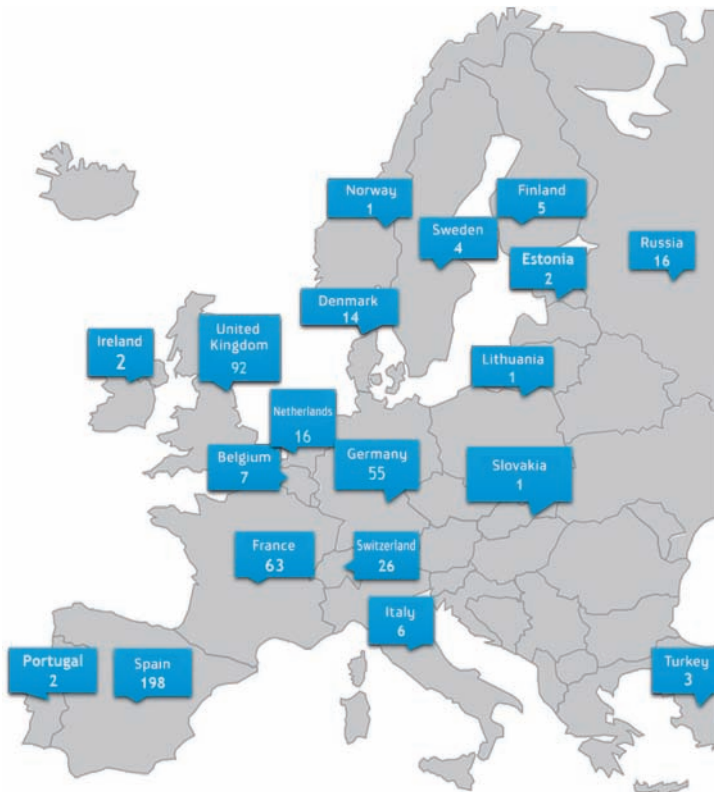 Norway
1
Finland
5
Sweden
4
Russia
16
Estonia
2
Denmark
14
Ireland
2
United
Kingdom
92
Lithuania
1
Netherlands
16
Belgium
7
Germany
55
Slovakia
1
France
63
Switzerland
26
Italy
6
Portugal
2
Spain
198
Turkey
3